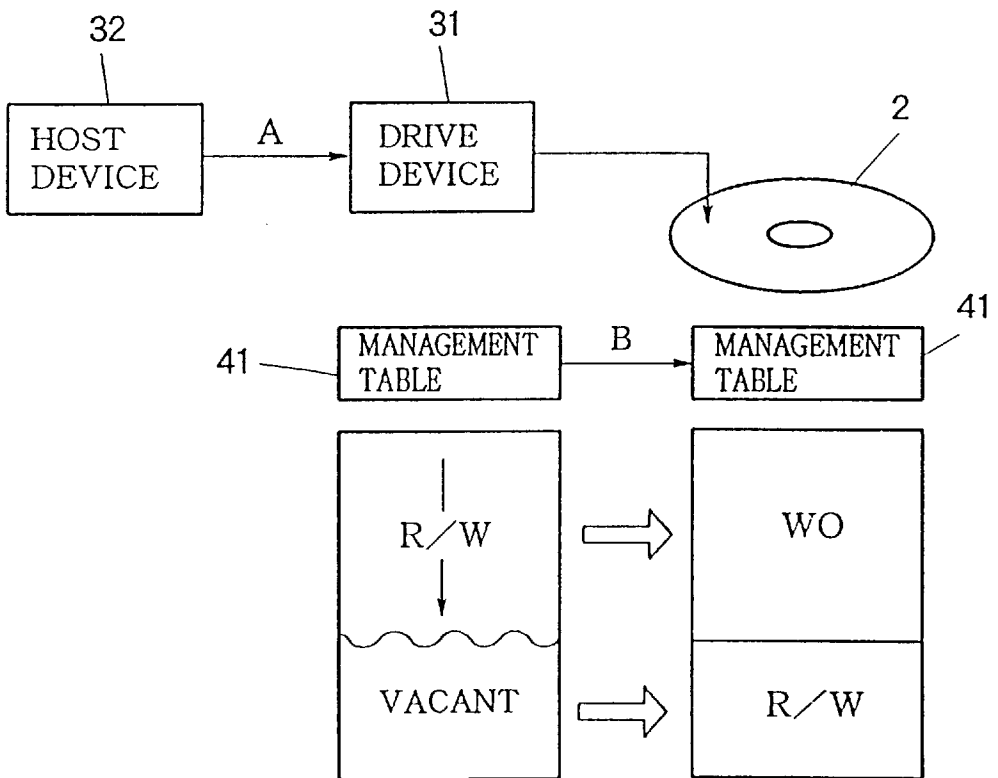 32
31
2
HOST
DEVICE
A
DRIVE
DEVICE
41
MANAGEMENT
TABLE
B
MANAGEMENT
TABLE
41
R/W
WO
VACANT
R/W